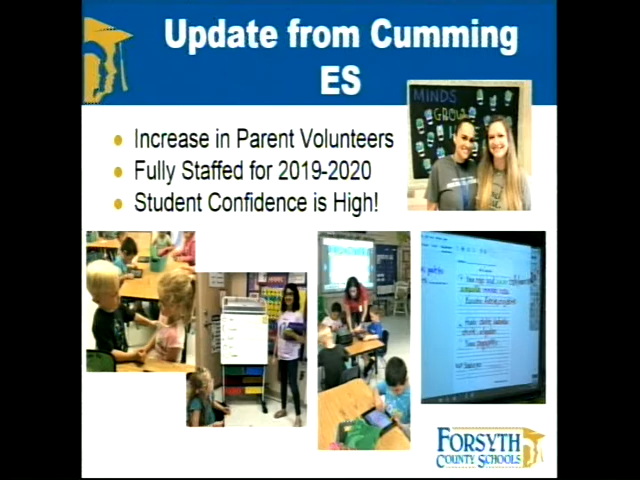 Update from Cumming
ES
MINDS
GROW
Increase in Parent Volunteers
Fully Staffed for 2019-2020
Student Confidence is High!
FORSYTH
COUNTY SCHOOLS